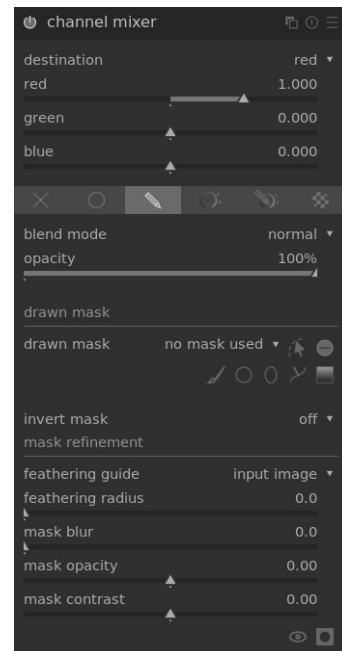 channel mixer
destination red
red 1.000
green 0.000
blue 0.000
blend mode normal
opacity 100%
drawn mask
drawn mask no mask used
invert mask off
mask refinement
feathering guide input image
feathering radius 0.0
mask blur 0.0
mask opacity 0.00
mask contrast 0.00